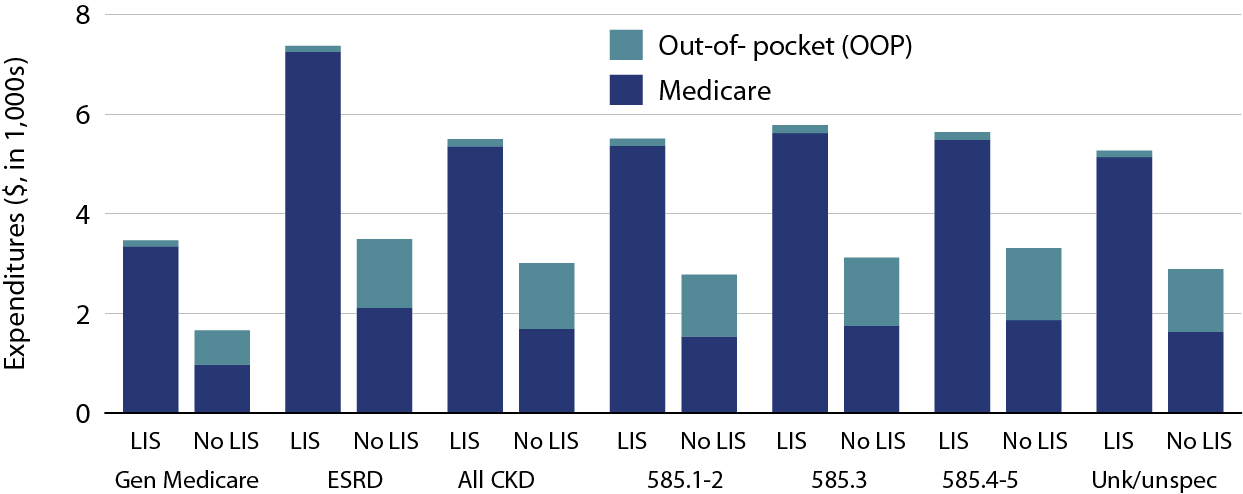 Expenditures ($, in 1,000s)
8
6
4
2
0
Out-of- pocket (OOP)
Medicare
LIS No LIS LIS No LIS LIS No LIS LIS No LIS LIS No LIS LIS No LIS LIS No LIS
Gen Medicare ESRD All CKD 585.1-2 585.3 585.4-5 Unk/unspec